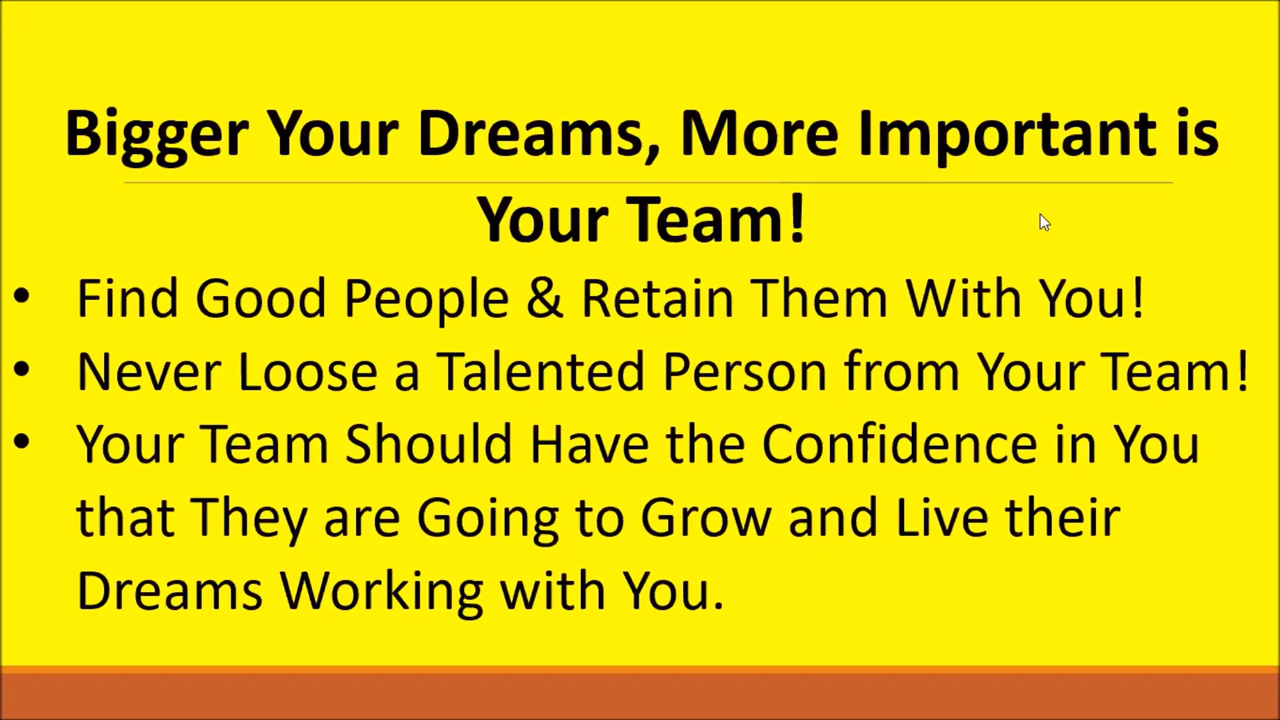 Bigger Your Dreams, More Important is
Your Team!
• Find Good People & Retain Them With You!
• Never Loose a Talented Person from Your Team!
• Your Team Should Have the Confidence in You
that They are Going to Grow and Live their
Dreams Working with You.